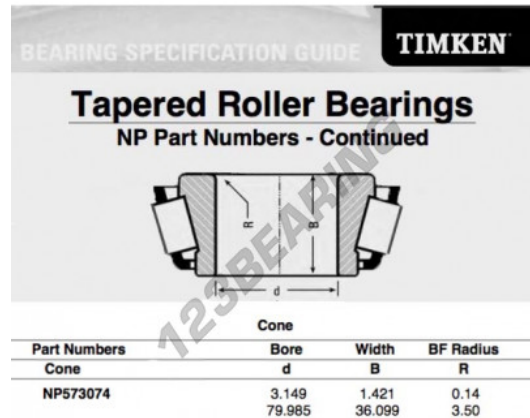 BEARING SPECIFICATION GUIDE
TIMKEN
Tapered Roller Bearings
NP Part Numbers - Continued
R
B
d
123BEARING
Cone
Part Numbers Bore Width BF Radius
Cone d B R
NP573074 3.149 1.421 0.14
79.985 36.099 3.50